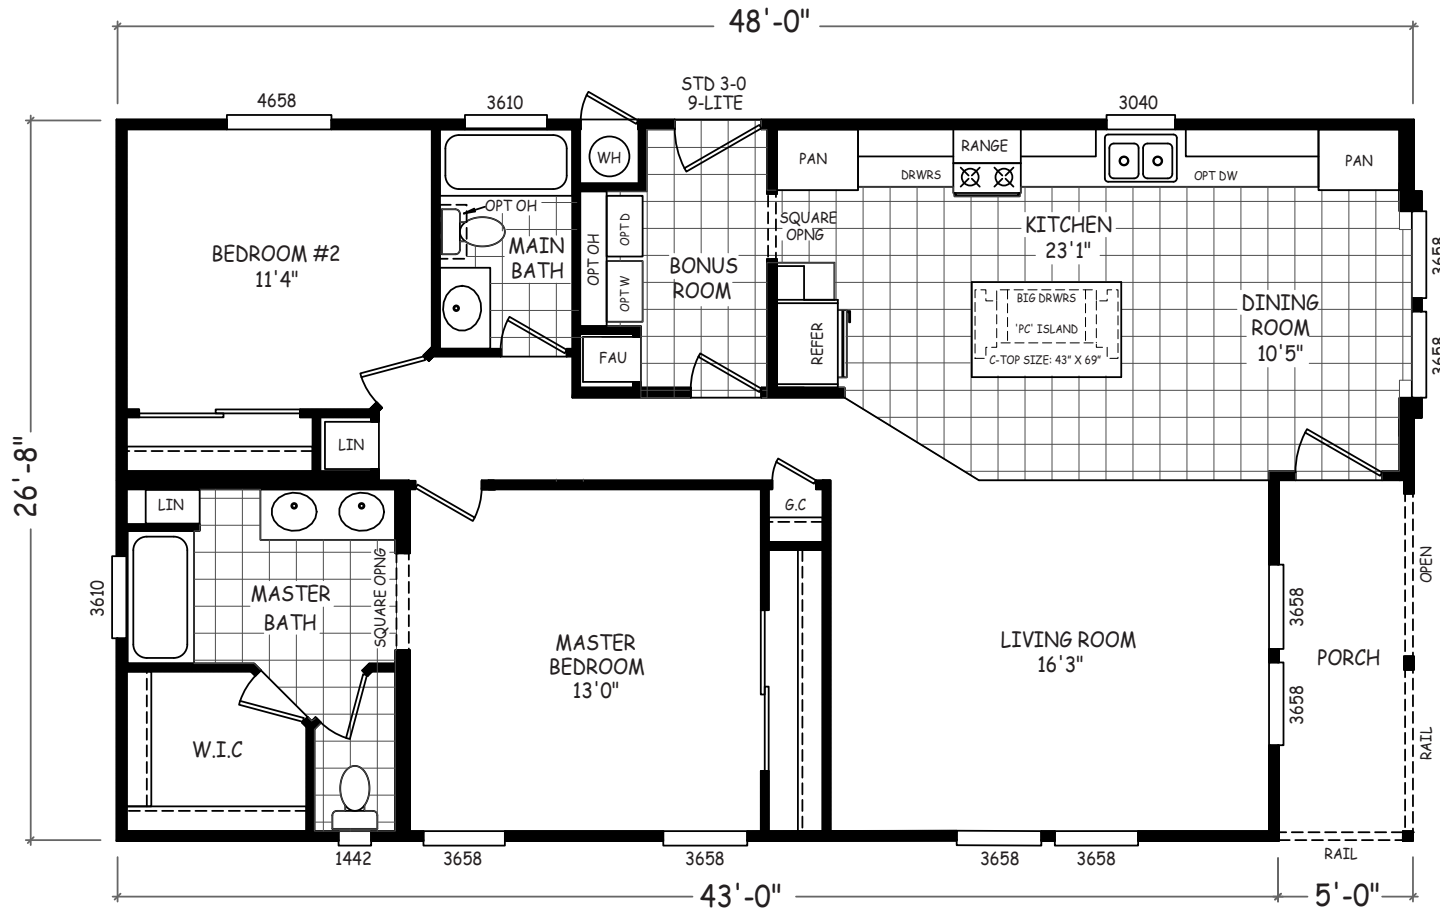 48'-0"
STD 3-0
9-LITE
4658
3610
3040
WH
PAN
RANGE
DRWRS
OPT DW
PAN
OPT OH
OPT D
SQUARE
OPNG
KITCHEN
23'1"
3658
BEDROOM #2
11'4"
MAIN
BATH
OPT OH
OPT W
BONUS
ROOM
BIG DRWRS
'PC' ISLAND
C-TOP SIZE: 43" X 69"
DINING
ROOM
10'5"
3658
FAU
REFER
LIN
26'-8"
LIN
G.C
3610
MASTER
BATH
SQUARE OPNG
OPEN
MASTER
BEDROOM
13'0"
LIVING ROOM
16'3"
3658
PORCH
3658
W.I.C
RAIL
1442
3658
3658
3658
3658
RAIL
43'-0"
5'-0"